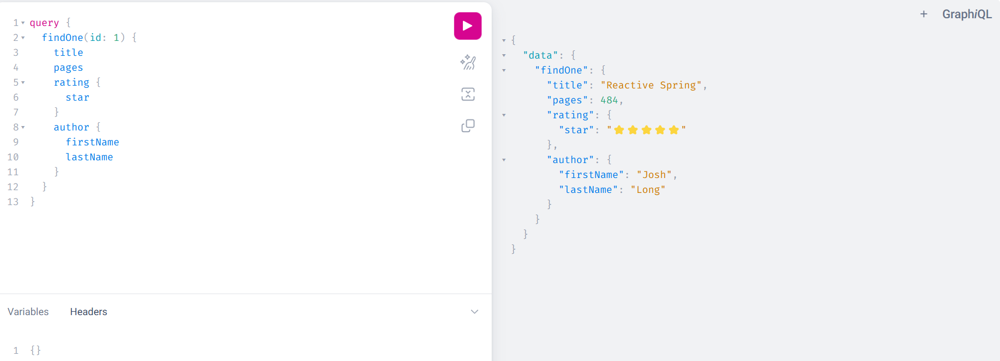 1 query {
2   findOne(id: 1) {
3     title
4     pages
5     rating {
6       star
7     }
8     author {
9       firstName
10       lastName
11     }
12   }
13 }
Variables Headers
1 {}
+ GraphiQL
{
  "data": {
    "findOne": {
      "title": "Reactive Spring",
      "pages": 484,
      "rating": {
        "star": "⭐⭐⭐⭐⭐"
      },
      "author": {
        "firstName": "Josh",
        "lastName": "Long"
      }
    }
  }
}